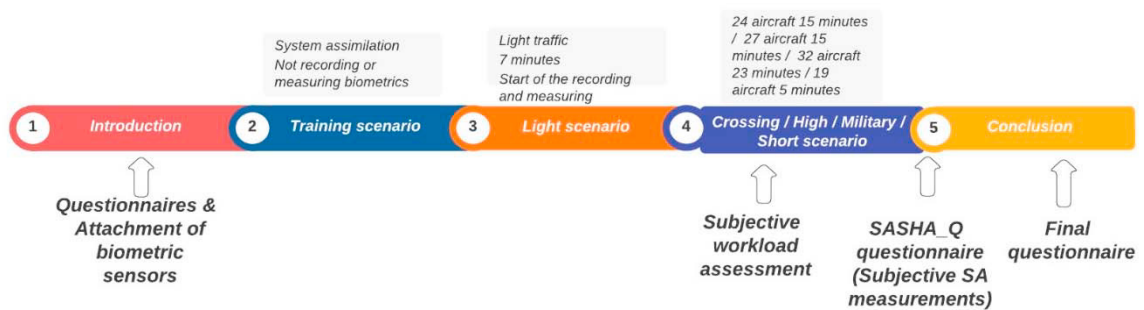 System assimilation
Not recording or
measuring biometrics
Light traffic
7 minutes
Start of the recording
and measuring
24 aircraft 15 minutes
/ 27 aircraft 15
minutes / 32 aircraft
23 minutes / 19
aircraft 5 minutes
1
Introduction
2
Training scenario
3
Light scenario
4
Crossing / High / Military /
Short scenario
5
Conclusion
Questionnaires &
Attachment of
biometric
sensors
Subjective
workload
assessment
SASHA_Q
questionnaire
(Subjective SA
measurements)
Final
questionnaire